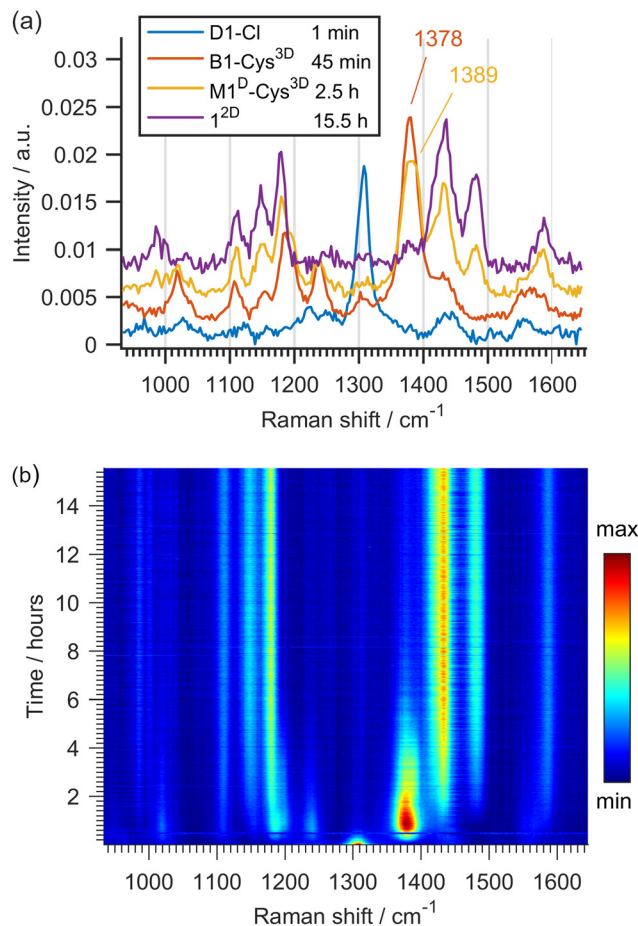 (a)
D1-Cl 1 min
B1-Cys3D 45 min
M1D-Cys3D 2.5 h
12D 15.5 h
1378
1389
0.03
0.025
0.02
0.015
0.01
0.005
0
Intensity / a.u.
1000 1100 1200 1300 1400 1500 1600
Raman shift / cm-1
(b)
14
12
10
8
6
4
2
Time / hours
max
min
1000 1100 1200 1300 1400 1500 1600
Raman shift / cm-1